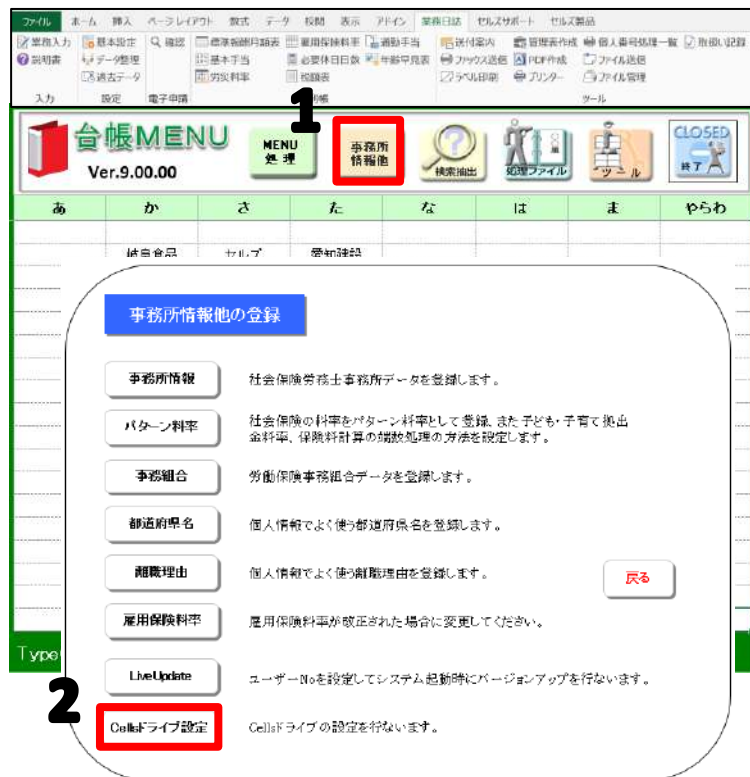 ファイル ホーム 挿入 ページレイアウト 数式 データ 校閲 表示 アドイン 業務日誌 セルズサポート セルズ製品
業務入力 基本設定 確認 標準報酬月額表 雇用保険料率 通勤手当 送付案内 管理表作成 個人番号処理一覧 取扱い記録
説明書 データ整理 基本手当 必要休日日数 年齢早見表 ファックス送信 PDF作成 ファイル送信
過去データ 労災料率 税額表 ラベル印刷 プリンター ファイル管理
入力 設定 電子申請 ツール
1
台帳MENU
Ver.9.00.00
MENU
処理
事務所
情報他
検索抽出
処理ファイル
ツール
CLOSED
終了
あ か さ た な は ま やらわ
岐阜食品 セルズ 愛知建設
事務所情報他の登録
事務所情報 社会保険労務士事務所データを登録します。
パターン料率 社会保険の料率をパターン料率として登録、また子ども・子育て拠出
金料率、保険料計算の端数処理の方法を設定します。
事務組合 労働保険事務組合データを登録します。
都道府県名 個人情報でよく使う都道府県名を登録します。
離職理由 個人情報でよく使う離職理由を登録します。
戻る
雇用保険料率 雇用保険料率が改正された場合に変更してください。
Type
LiveUpdate ユーザーNoを設定してシステム起動時にバージョンアップを行ないます。
2
Cellsドライブ設定 Cellsドライブの設定を行ないます。